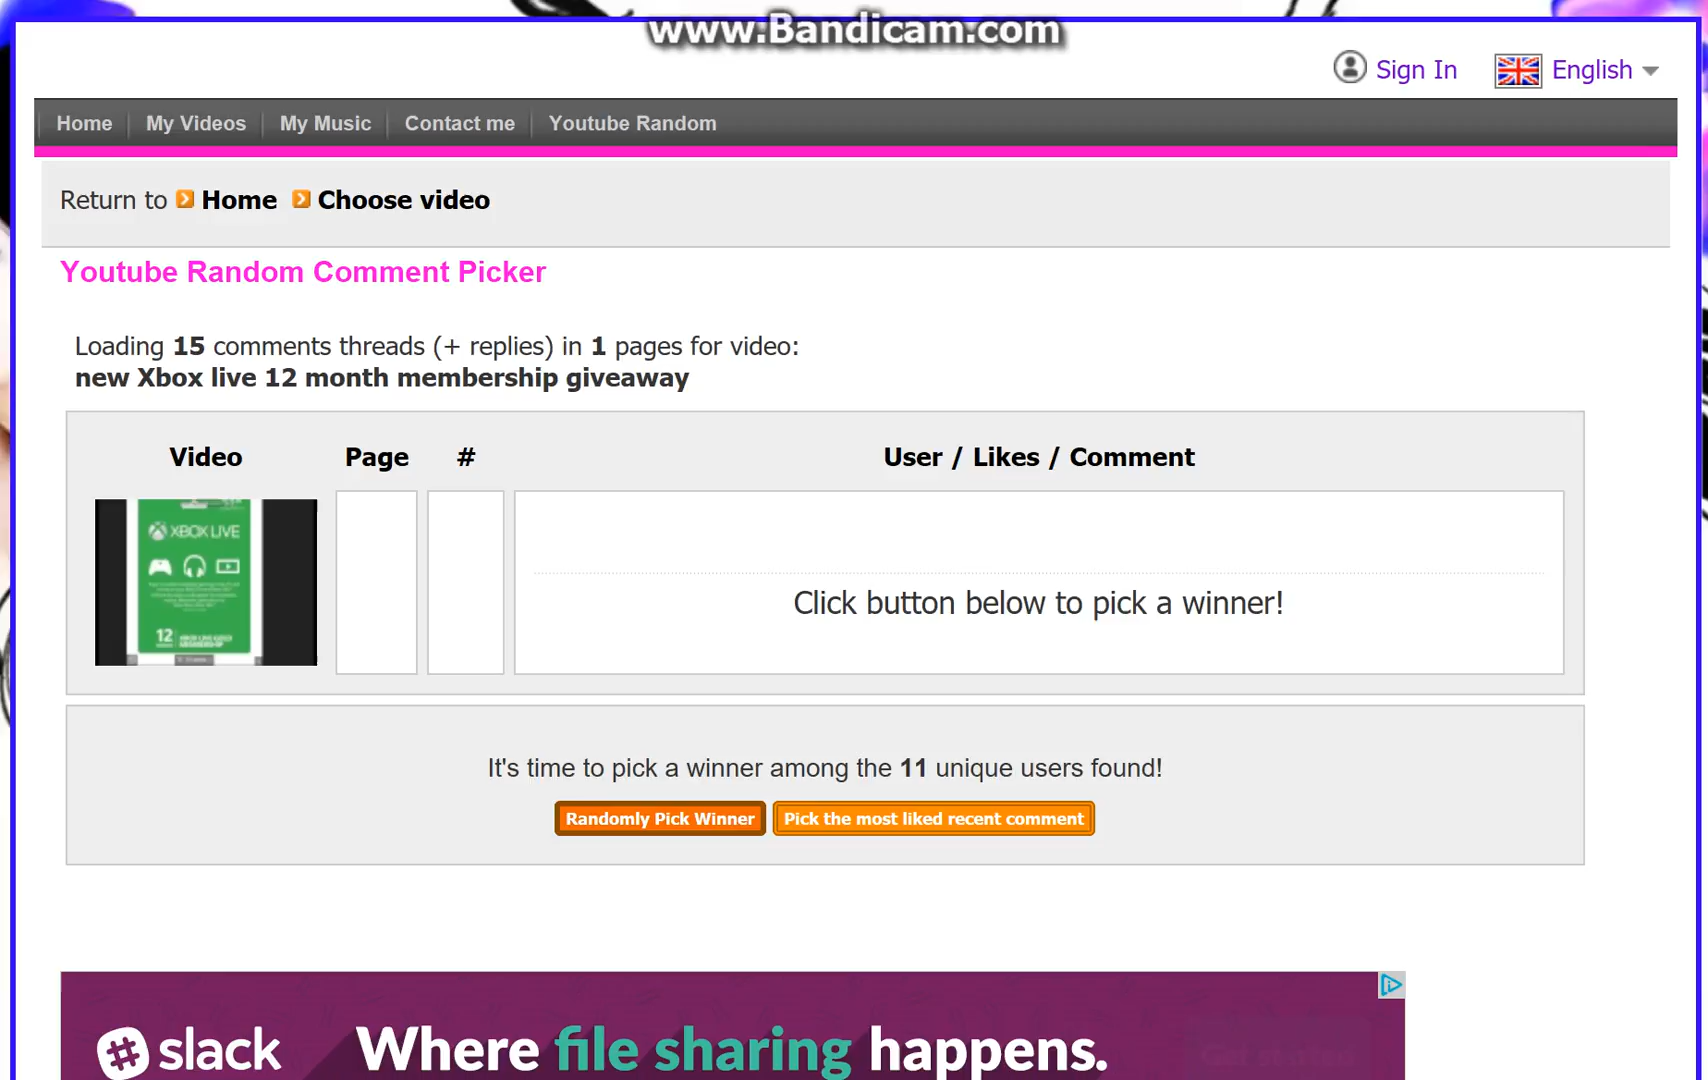 www.Bandicam.com
Sign In English
Home My Videos My Music Contact me Youtube Random
Return to Home Choose video
Youtube Random Comment Picker
Loading 15 comments threads (+ replies) in 1 pages for video:
new Xbox live 12 month membership giveaway
Video Page # User / Likes / Comment
XBOX LIVE
12
Click button below to pick a winner!
It's time to pick a winner among the 11 unique users found!
Randomly Pick Winner Pick the most liked recent comment
slack Where file sharing happens.